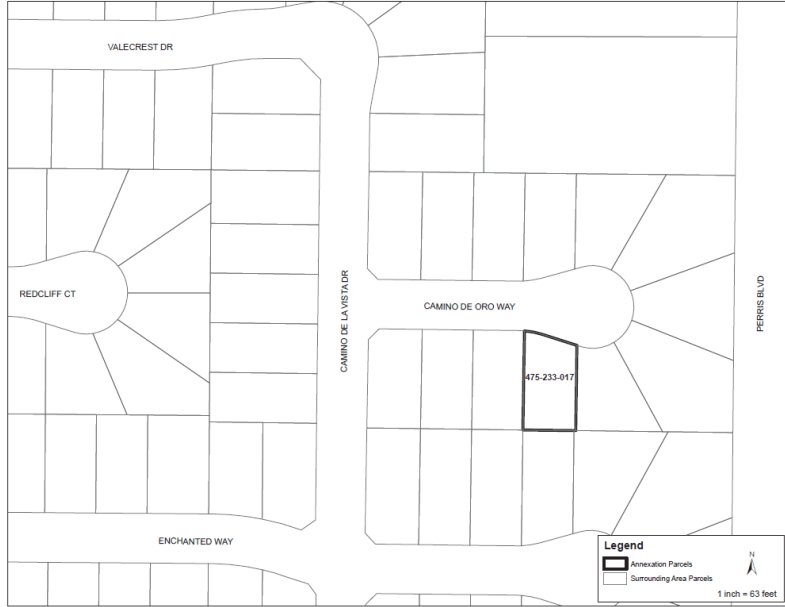 VALECREST DR
REDCLIFF CT
CAMINO DE LA VISTA DR
CAMINO DE ORO WAY
PERRIS BLVD
475-233-017
ENCHANTED WAY
Legend
Annexation Parcels
Surrounding Area Parcels
N
1 inch = 63 feet